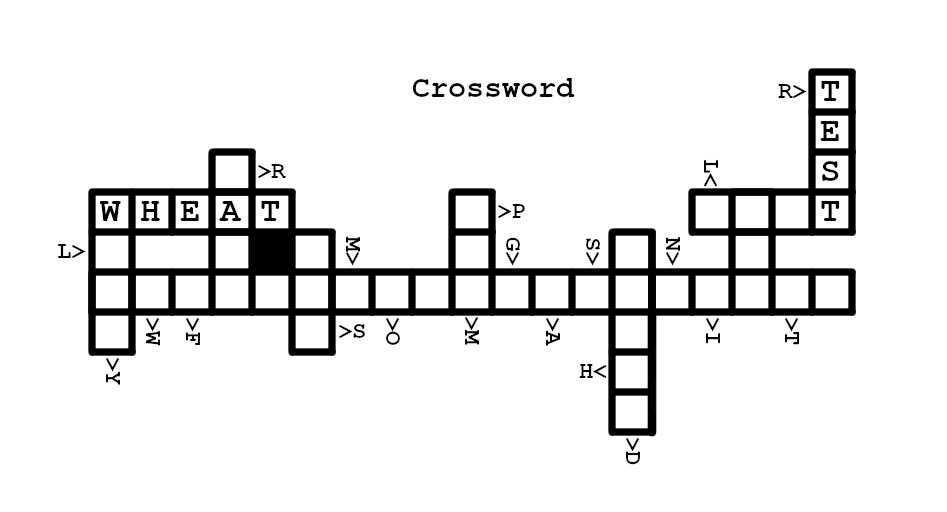 Crossword
R> T
E
L> S
>R
W H E A T >P T
L> M> G> S> N>
>W >F >S >O >M >A >I >T
>Y
H<
>D